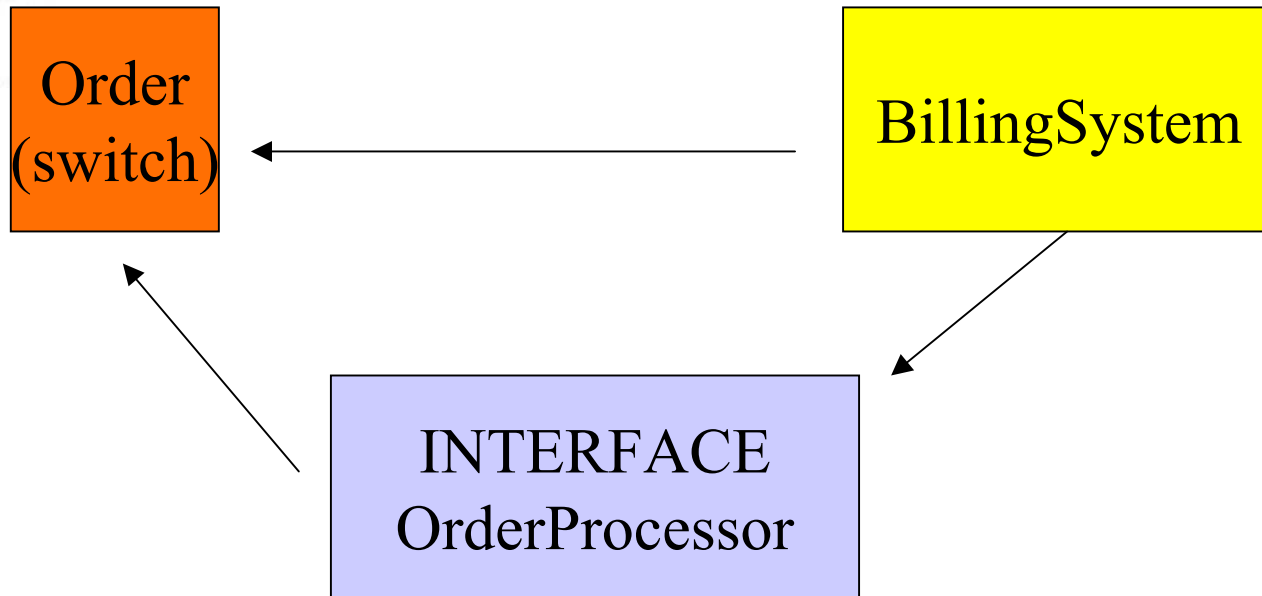 Order
(switch)
BillingSystem
INTERFACE
OrderProcessor